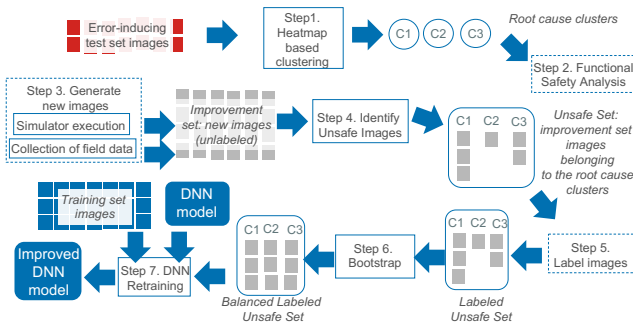 Error-inducing
test set images
Step1.
Heatmap
based
clustering
C1 C2 C3
Root cause clusters
Step 2. Functional
Safety Analysis
Step 3. Generate
new images
Simulator execution
Collection of field data
Improvement
set: new images
(unlabeled)
Step 4. Identify
Unsafe Images
C1 C2 C3
Unsafe Set:
improvement set
images
belonging
to the root cause
clusters
Training set
images
DNN
model
Improved
DNN
model
Step 7. DNN
Retraining
C1 C2 C3
Balanced Labeled
Unsafe Set
Step 6.
Bootstrap
C1 C2 C3
Labeled
Unsafe Set
Step 5.
Label images